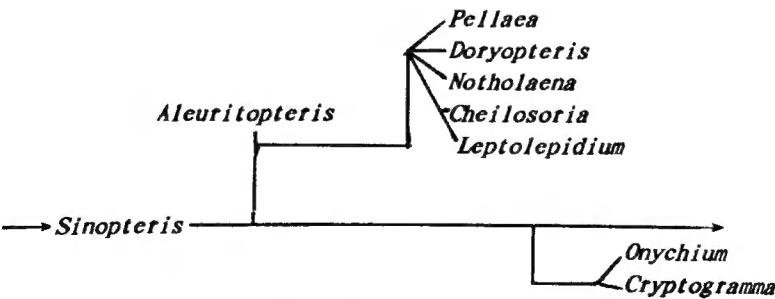 Pellaea
Doryopteris
Notholaena
Aleuritopteris
Cheilosoria
Leptolepidium
Sinopteris
Onychium
Cryptogramma